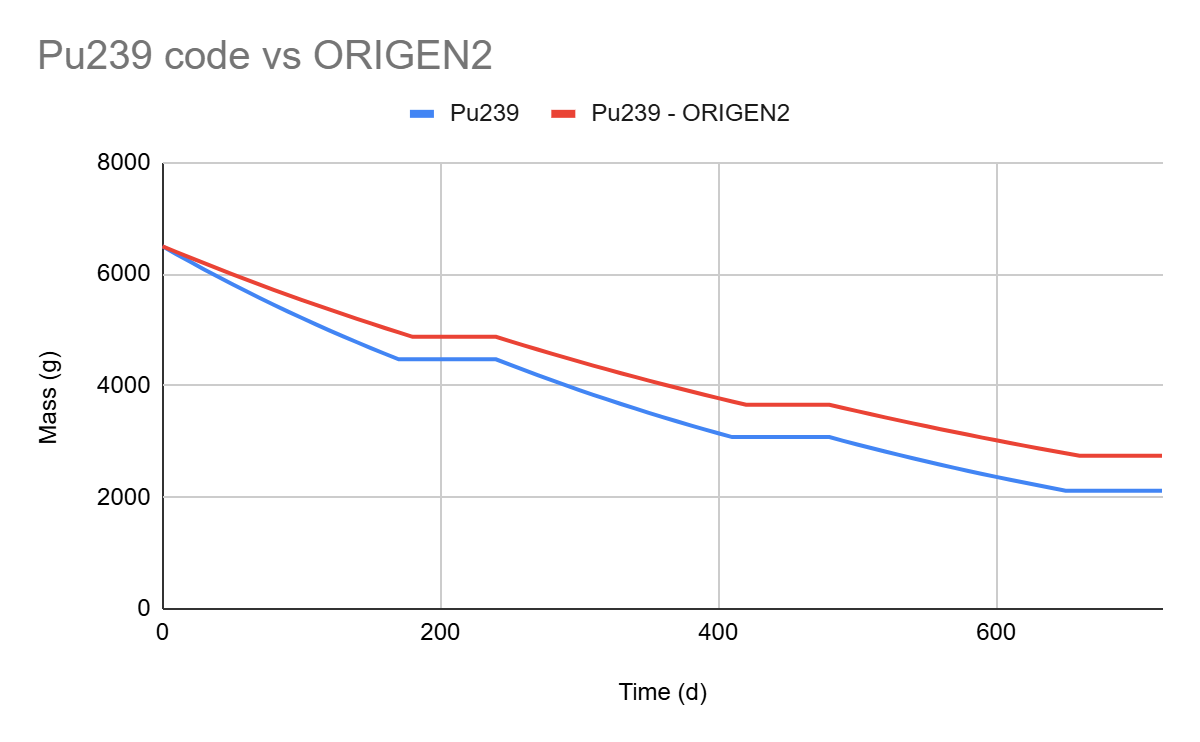 Pu239 code vs ORIGEN2
Pu239 Pu239 - ORIGEN2
8000
6000
4000
2000
0
Mass (g)
0 200 400 600
Time (d)